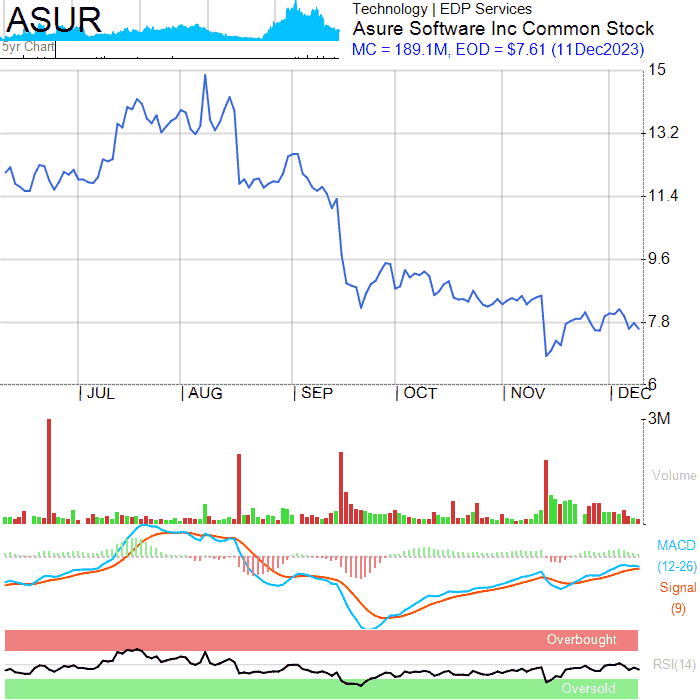 ASUR
5yr Chart
Technology | EDP Services
Asure Software Inc Common Stock
MC = 189.1M, EOD = $7.61 (11Dec2023)
15
13.2
11.4
9.6
7.8
6
JUL AUG SEP OCT NOV DEC
3M
Volume
MACD
(12-26)
Signal
(9)
Overbought
RSI(14)
Oversold